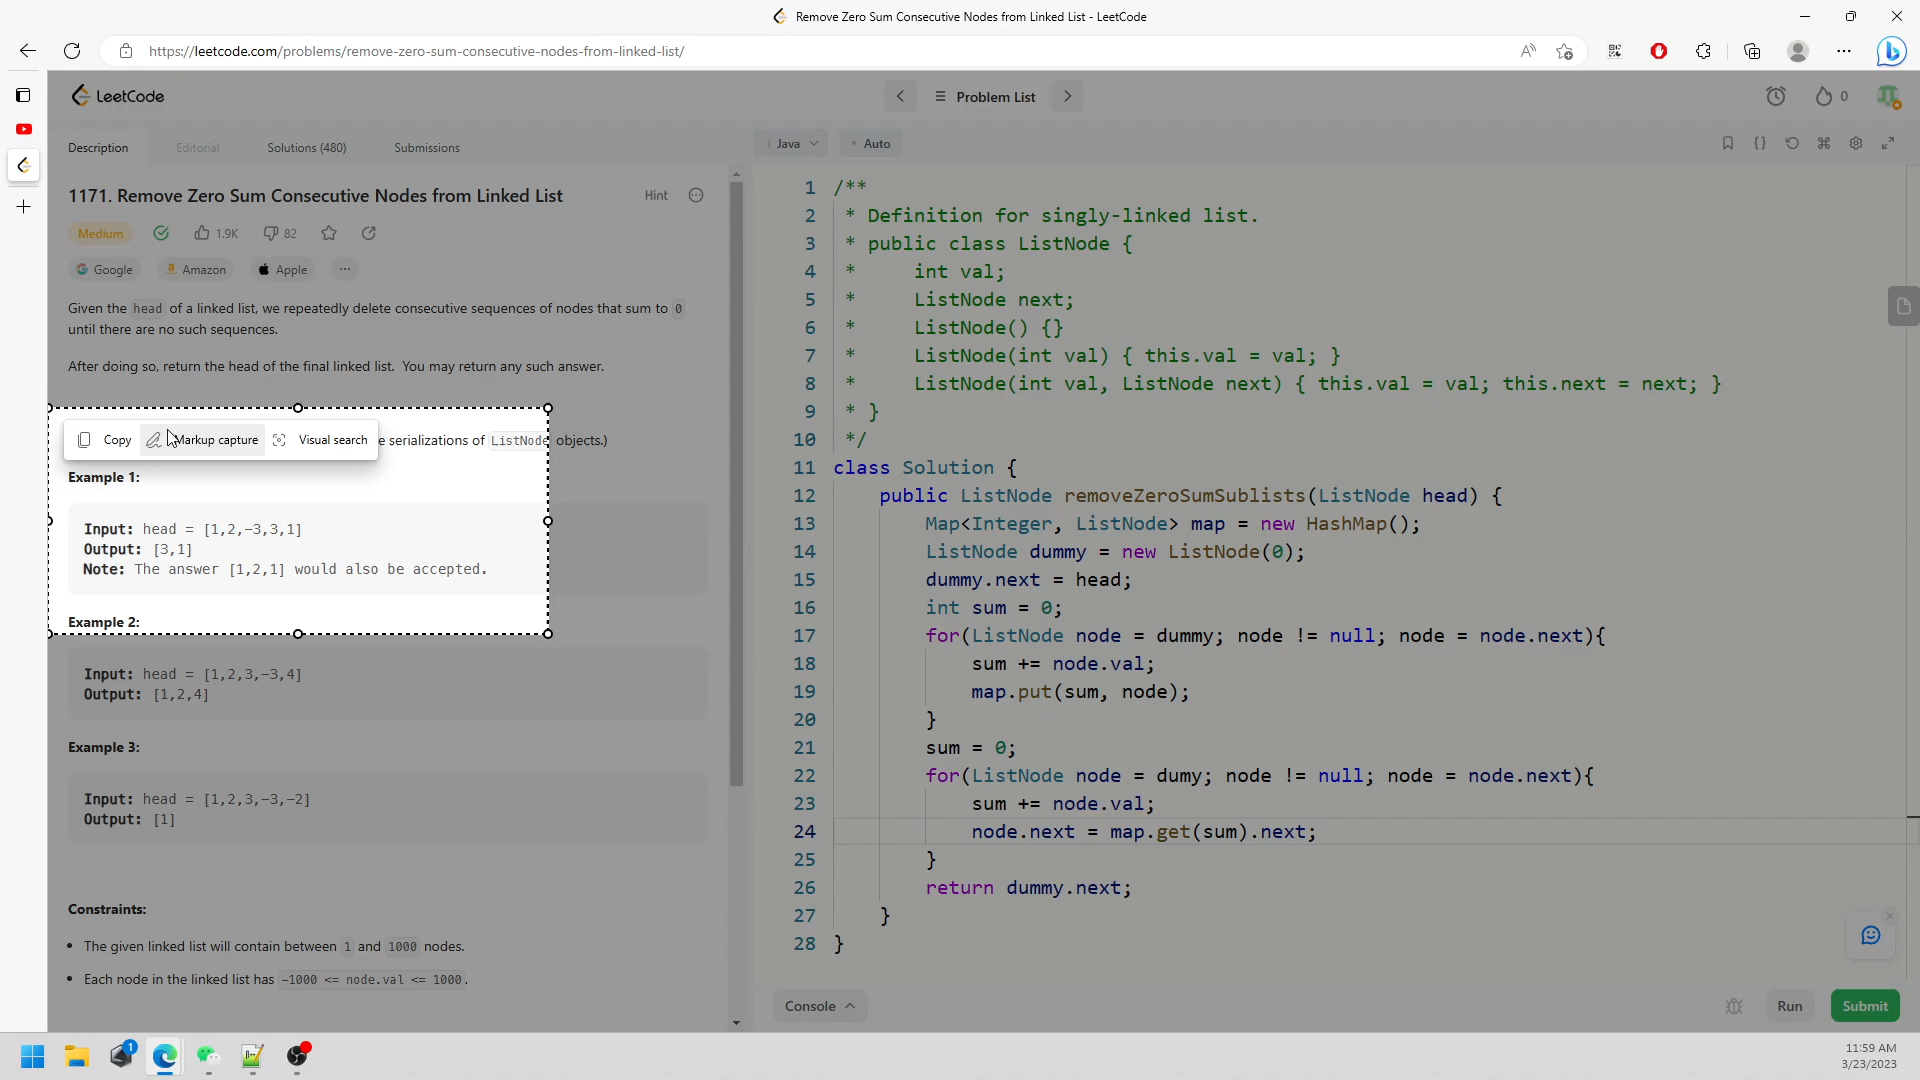 Remove Zero Sum Consecutive Nodes from Linked List - LeetCode
https://leetcode.com/problems/remove-zero-sum-consecutive-nodes-from-linked-list/
LeetCode
Problem List
0
Description
Editorial
Solutions (480)
Submissions
1171. Remove Zero Sum Consecutive Nodes from Linked List
Hint
Medium
1.9K
82
Google
Amazon
Apple
Given the head of a linked list, we repeatedly delete consecutive sequences of nodes that sum to 0
until there are no such sequences.
After doing so, return the head of the final linked list. You may return any such answer.
Copy
Markup capture
Visual search
e serializations of ListNode objects.)
Example 1:
Input: head = [1,2,-3,3,1]
Output: [3,1]
Note: The answer [1,2,1] would also be accepted.
Example 2:
Input: head = [1,2,3,-3,4]
Output: [1,2,4]
Example 3:
Input: head = [1,2,3,-3,-2]
Output: [1]
Constraints:
• The given linked list will contain between 1 and 1000 nodes.
• Each node in the linked list has -1000 <= node.val <= 1000.
i Java
• Auto
1 /**
2 * Definition for singly-linked list.
3 * public class ListNode {
4 *     int val;
5 *     ListNode next;
6 *     ListNode() {}
7 *     ListNode(int val) { this.val = val; }
8 *     ListNode(int val, ListNode next) { this.val = val; this.next = next; }
9 * }
10 */
11 class Solution {
12     public ListNode removeZeroSumSublists(ListNode head) {
13         Map<Integer, ListNode> map = new HashMap();
14         ListNode dummy = new ListNode(0);
15         dummy.next = head;
16         int sum = 0;
17         for(ListNode node = dummy; node != null; node = node.next){
18             sum += node.val;
19             map.put(sum, node);
20         }
21         sum = 0;
22         for(ListNode node = dumy; node != null; node = node.next){
23             sum += node.val;
24             node.next = map.get(sum).next;
25         }
26         return dummy.next;
27     }
28 }
Console
Run
Submit
1
11:59 AM
3/23/2023